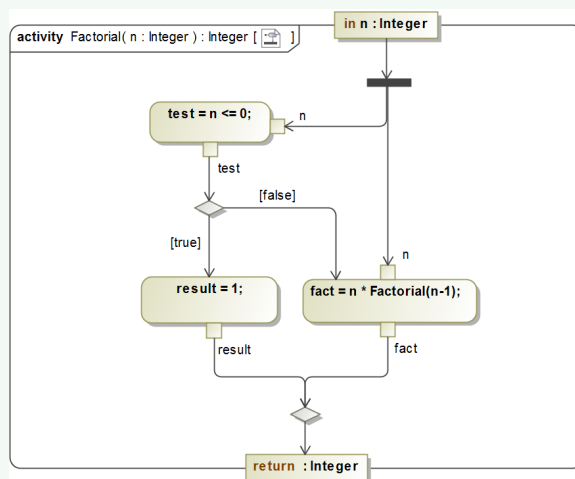 in n : Integer
activity Factorial( n : Integer ) : Integer [ ]
test = n <= 0;
n
test
[false]
[true]
n
result = 1;
fact = n * Factorial(n-1);
result
fact
return : Integer